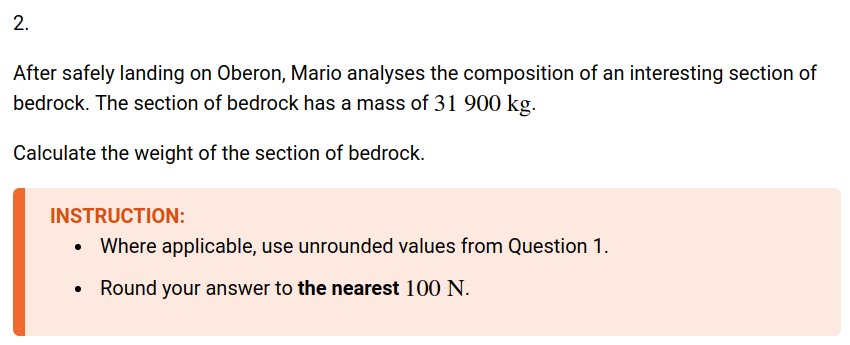 2.
After safely landing on Oberon, Mario analyses the composition of an interesting section of
bedrock. The section of bedrock has a mass of 31 900 kg.
Calculate the weight of the section of bedrock.
INSTRUCTION:
• Where applicable, use unrounded values from Question 1.
• Round your answer to the nearest 100 N.